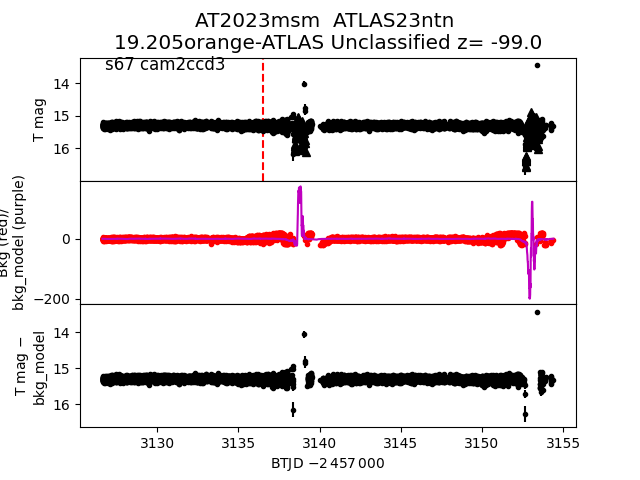 AT2023msm  ATLAS23ntn
19.205orange-ATLAS Unclassified z= -99.0
s67 cam2ccd3
T mag
14
15
16
Bkg (red)/
bkg_model (purple)
0
−200
T mag −
bkg_model
14
15
16
3130
3135
3140
3145
3150
3155
BTJD −2 457 000